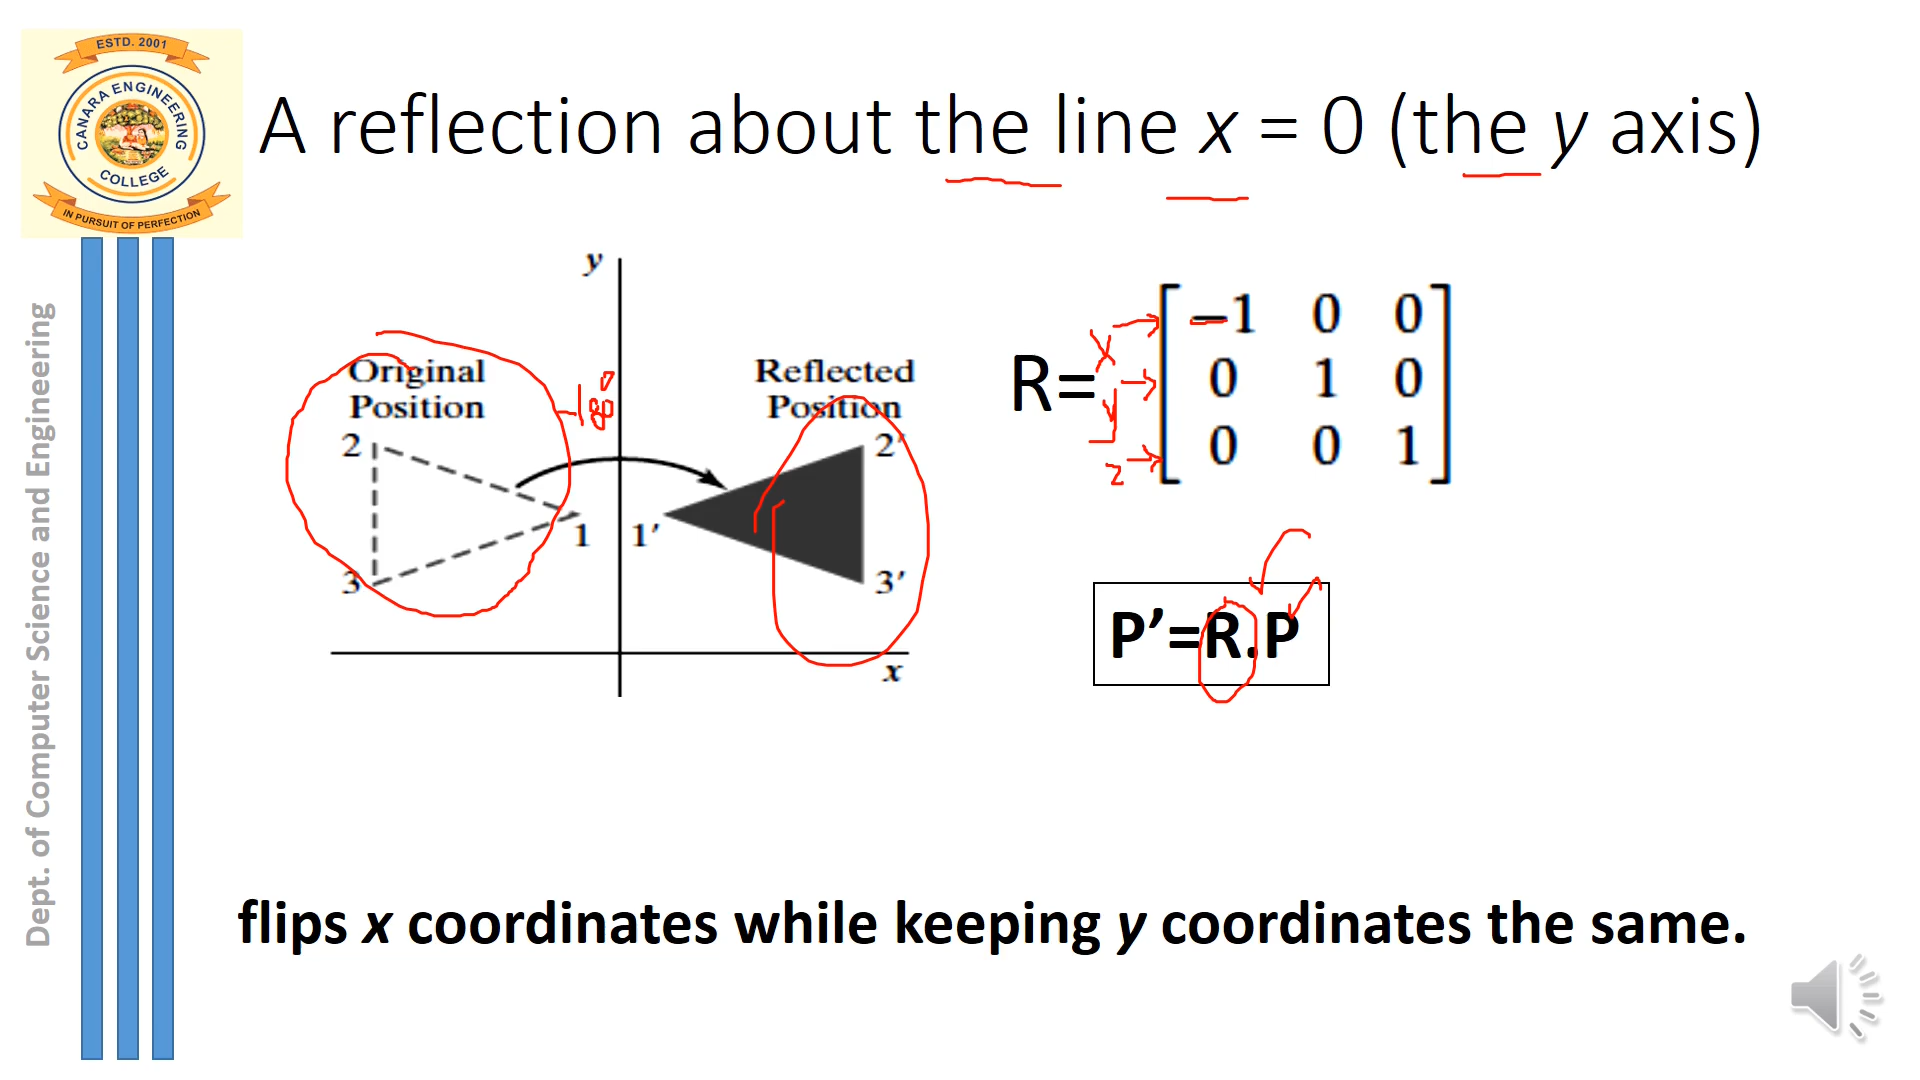 ESTD. 2001
CANARA ENGINEERING
COLLEGE
IN PURSUIT OF PERFECTION
Dept. of Computer Science and Engineering
A reflection about the line x = 0 (the y axis)
y
Original
Position
180°
Reflected
Position
2
2'
1
1′
3
3′
x
R=
x
y
z
−1 0 0
0 1 0
0 0 1
P’=R.P
flips x coordinates while keeping y coordinates the same.